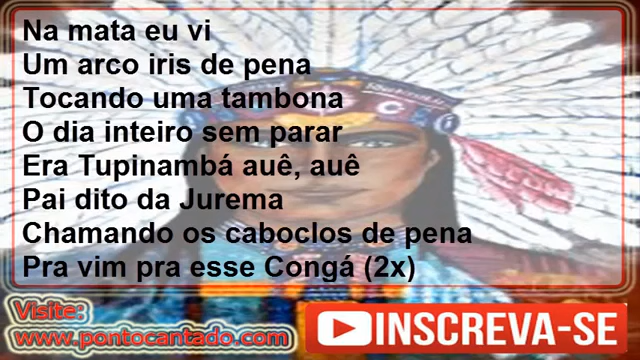 Na mata eu vi
Um arco iris de pena
Tocando uma tambona
O dia inteiro sem parar
Era Tupinambá auê, auê
Pai dito da Jurema
Chamando os caboclos de pena
Pra vim pra esse Congá (2x)
Visite:
www.pontocantado.com
INSCREVA-SE